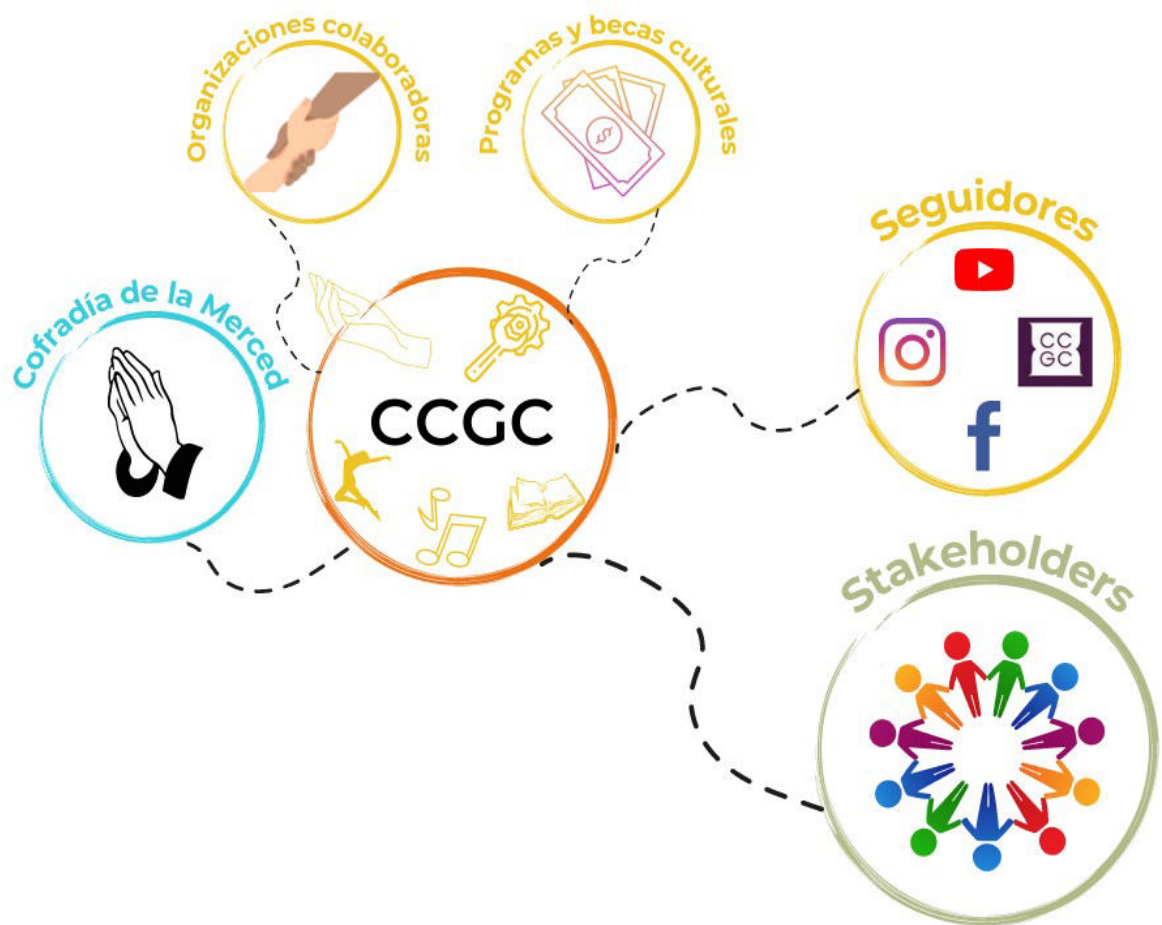 Organizaciones colaboradoras
Programas y becas culturales
Seguidores
Cofradía de la Merced
CCGC
CC
GC
Stakeholders